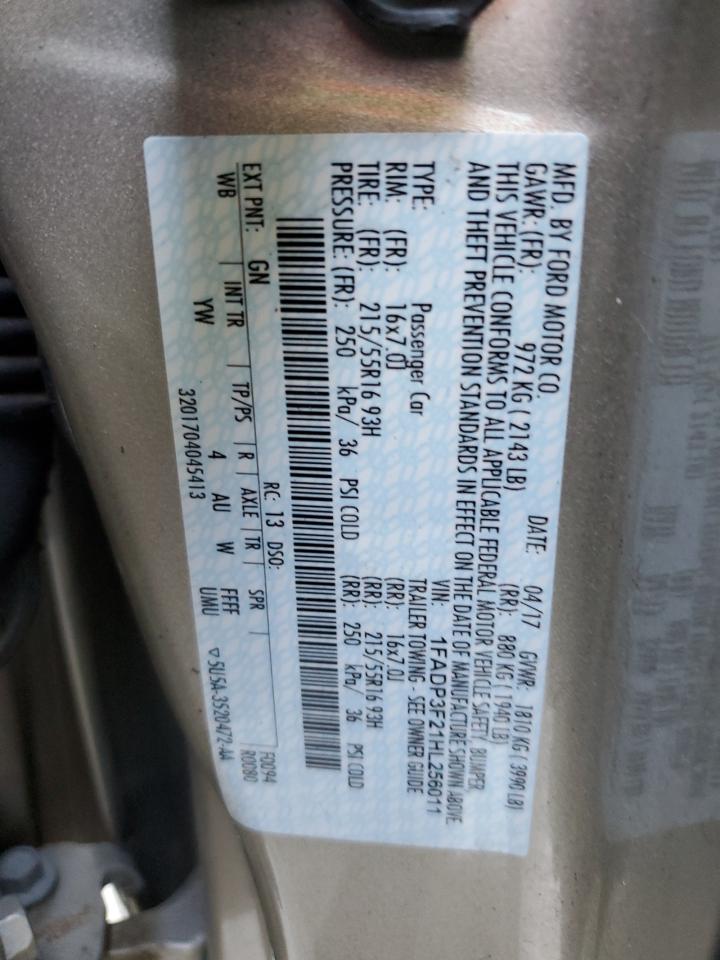 MFD. BY FORD MOTOR CO. DATE: 04/17 GVWR: 1810 KG ( 3990 LB)
GAWR: (FR): 972 KG ( 2143 LB) (RR): 880 KG ( 1940 LB)
THIS VEHICLE CONFORMS TO ALL APPLICABLE FEDERAL MOTOR VEHICLE SAFETY, BUMPER,
AND THEFT PREVENTION STANDARDS IN EFFECT ON THE DATE OF MANUFACTURE SHOWN ABOVE.
VIN: 1FADP3F21HL256011
TYPE: Passenger Car TRAILER TOWING - SEE OWNER GUIDE
RIM: (FR): 16x7.0J (RR): 16x7.0J
TIRE: (FR): 215/55R16 93H (RR): 215/55R16 93H
PRESSURE: (FR): 250 kPa/ 36 PSI COLD (RR): 250 kPa/ 36 PSI COLD
EXT PNT: GN RC: 13 DSO: F0094
WB INT TR TP/PS R AXLE TR SPR R0080
YW 4 AU W FFFF
UMU ▽5U5A-3520472-AA
3201704045413